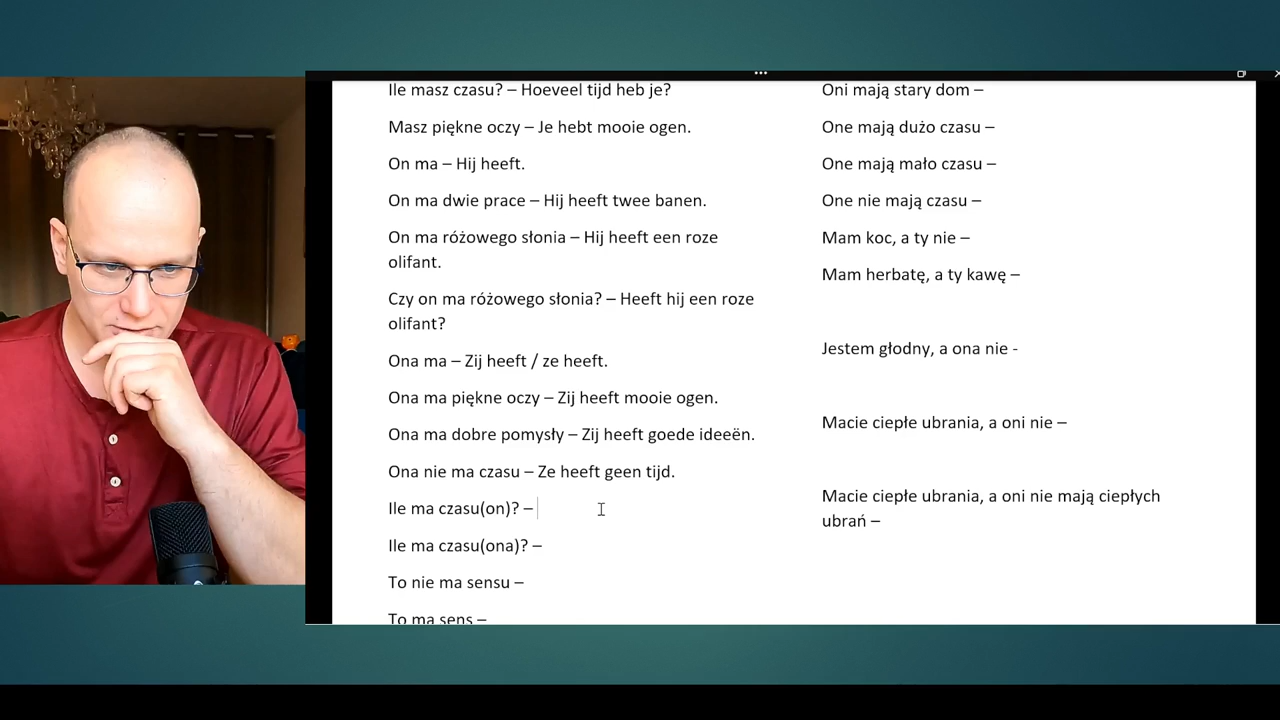 Ile masz czasu? – Hoeveel tijd heb je?
Masz piękne oczy – Je hebt mooie ogen.
On ma – Hij heeft.
On ma dwie prace – Hij heeft twee banen.
On ma różowego słonia – Hij heeft een roze
olifant.
Czy on ma różowego słonia? – Heeft hij een roze
olifant?
Ona ma – Zij heeft / ze heeft.
Ona ma piękne oczy – Zij heeft mooie ogen.
Ona ma dobre pomysły – Zij heeft goede ideeën.
Ona nie ma czasu – Ze heeft geen tijd.
Ile ma czasu(on)? –
Ile ma czasu(ona)? –
To nie ma sensu –
To ma sens –
Oni mają stary dom –
One mają dużo czasu –
One mają mało czasu –
One nie mają czasu –
Mam koc, a ty nie –
Mam herbatę, a ty kawę –
Jestem głodny, a ona nie -
Macie ciepłe ubrania, a oni nie –
Macie ciepłe ubrania, a oni nie mają ciepłych
ubrań –